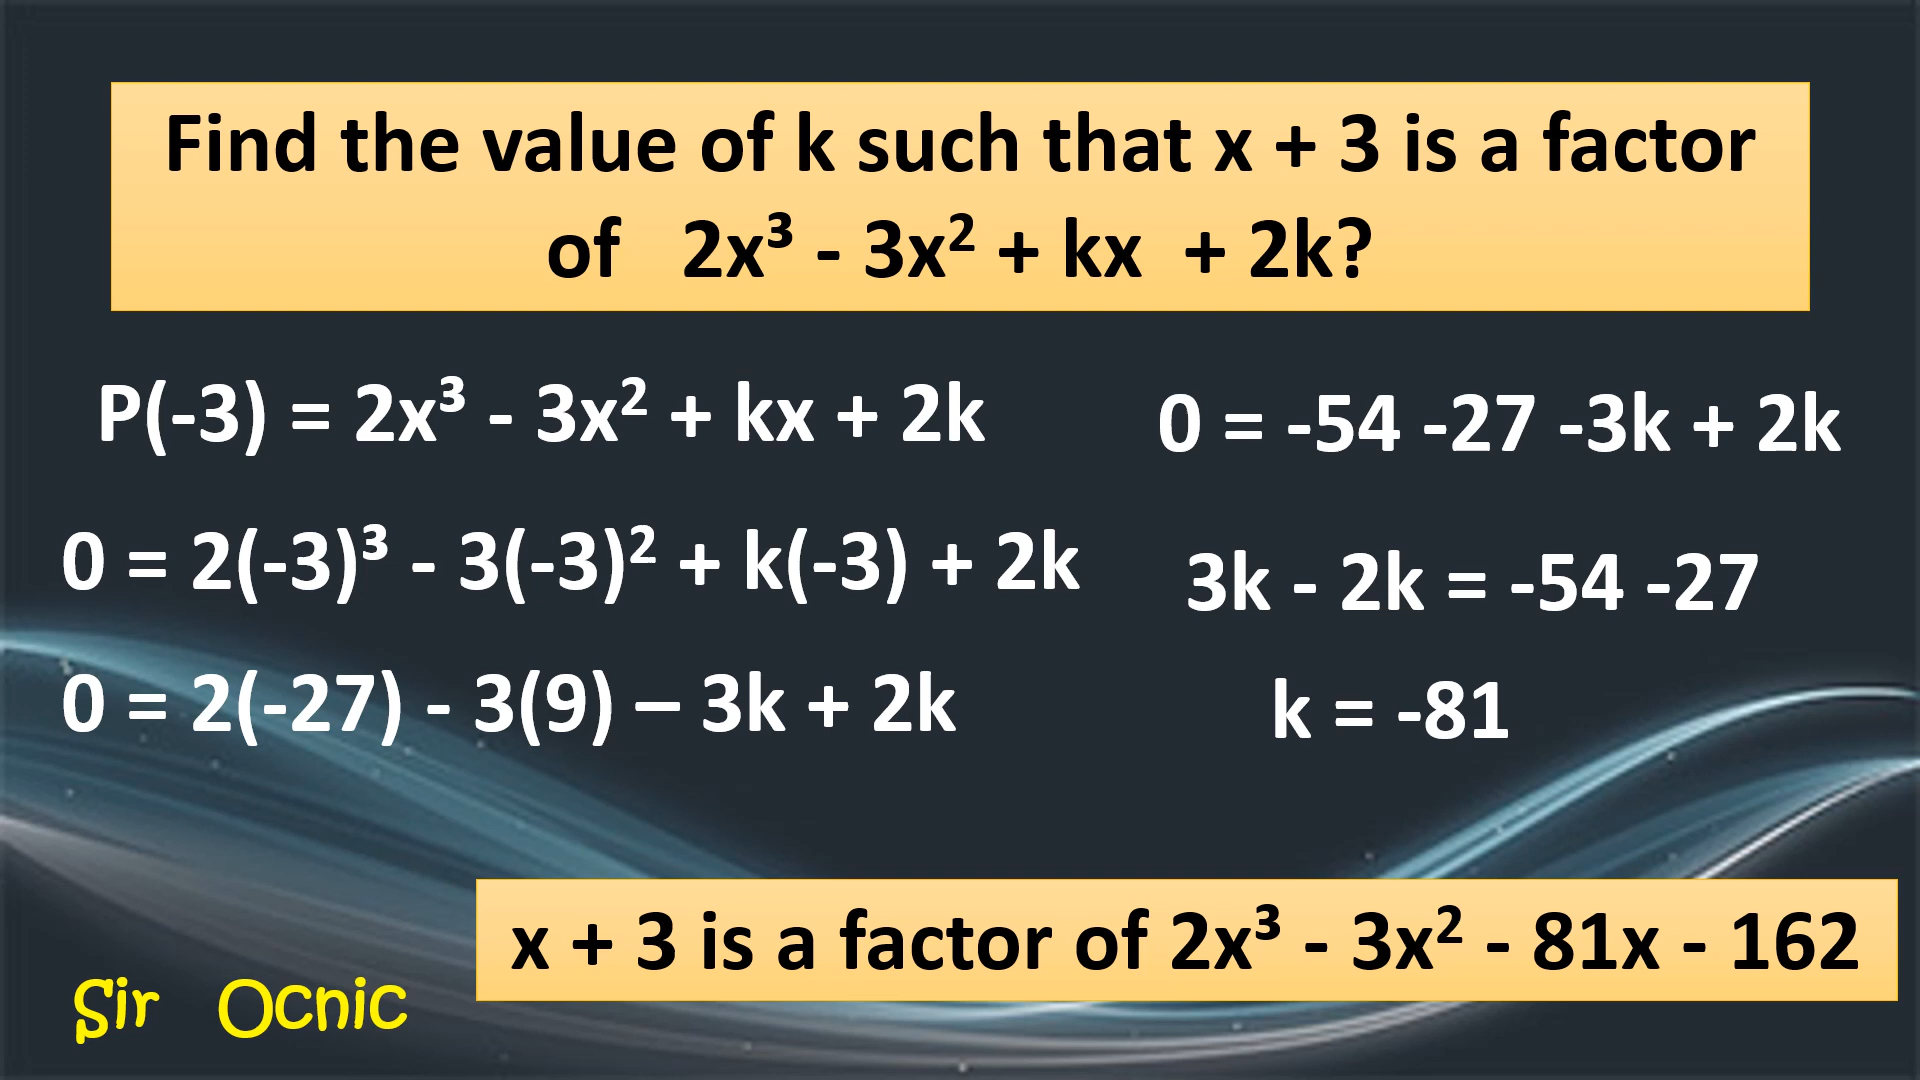 Find the value of k such that x + 3 is a factor
of 2x³ - 3x² + kx + 2k?
P(-3) = 2x³ - 3x² + kx + 2k
0 = 2(-3)³ - 3(-3)² + k(-3) + 2k
0 = 2(-27) - 3(9) – 3k + 2k
0 = -54 -27 -3k + 2k
3k - 2k = -54 -27
k = -81
x + 3 is a factor of 2x³ - 3x² - 81x - 162
Sir Ocnic